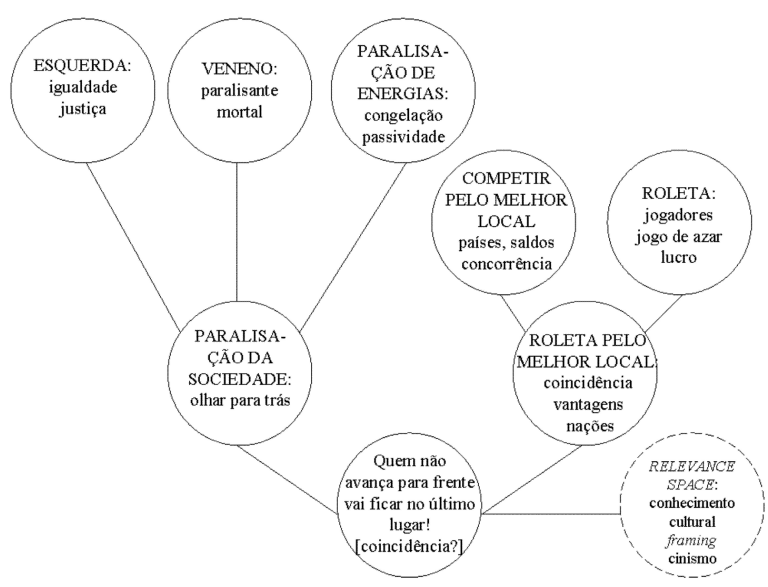 ESQUERDA:
igualdade
justiça
VENENO:
paralisante
mortal
PARALISA-
ÇÃO DE
ENERGIAS:
congelação
passividade
COMPETIR
PELO MELHOR
LOCAL
países, saldos
concorrência
ROLETA:
jogadores
jogo de azar
lucro
PARALISA-
ÇÃO DA
SOCIEDADE:
olhar para trás
ROLETA PELO
MELHOR LOCAL:
coincidência
vantagens
nações
Quem não
avança para frente
vai ficar no último
lugar!
[coincidência?]
RELEVANCE
SPACE:
conhecimento
cultural
framing
cinismo